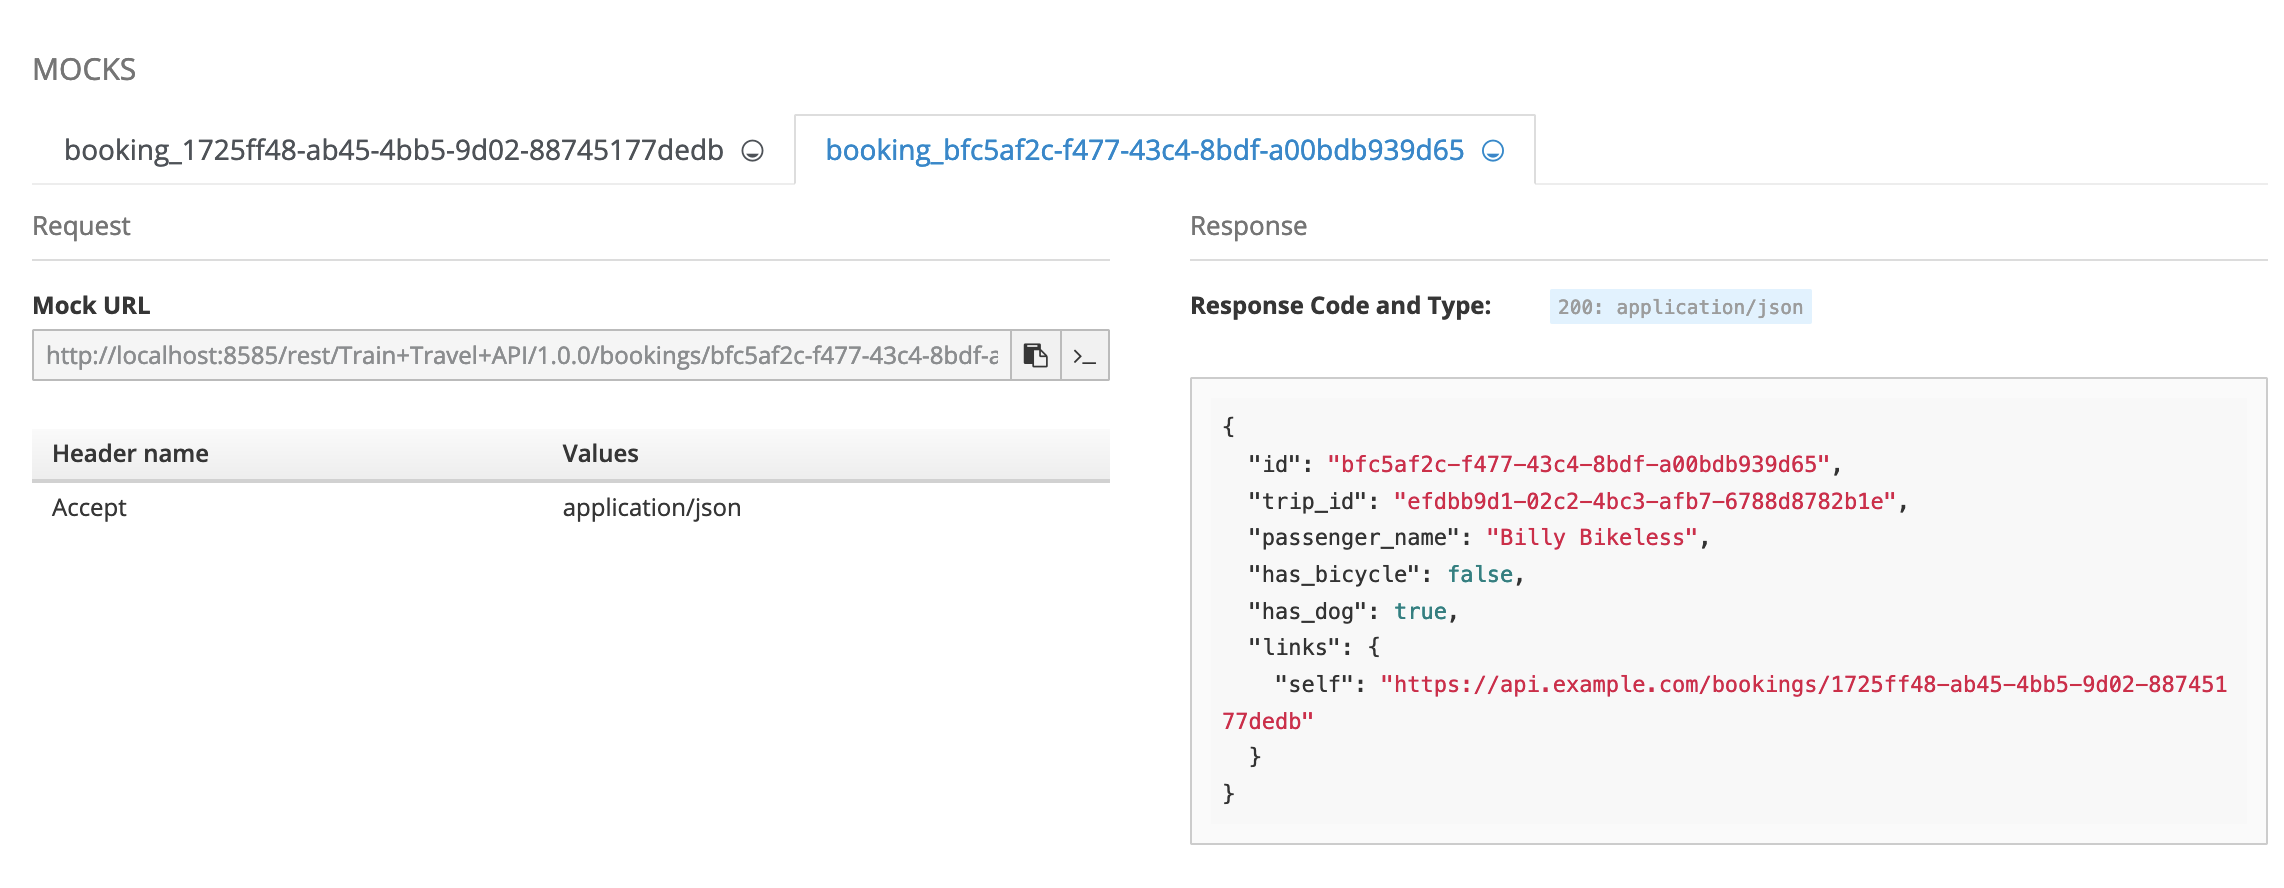 MOCKS
booking_1725ff48-ab45-4bb5-9d02-88745177dedb
booking_bfc5af2c-f477-43c4-8bdf-a00bdb939d65
Request
Mock URL
http://localhost:8585/rest/Train+Travel+API/1.0.0/bookings/bfc5af2c-f477-43c4-8bdf-a
Header name Values
Accept application/json
Response
Response Code and Type: 200: application/json
{
"id": "bfc5af2c-f477-43c4-8bdf-a00bdb939d65",
"trip_id": "efdbb9d1-02c2-4bc3-afb7-6788d8782b1e",
"passenger_name": "Billy Bikeless",
"has_bicycle": false,
"has_dog": true,
"links": {
"self": "https://api.example.com/bookings/1725ff48-ab45-4bb5-9d02-887451
77dedb"
}
}